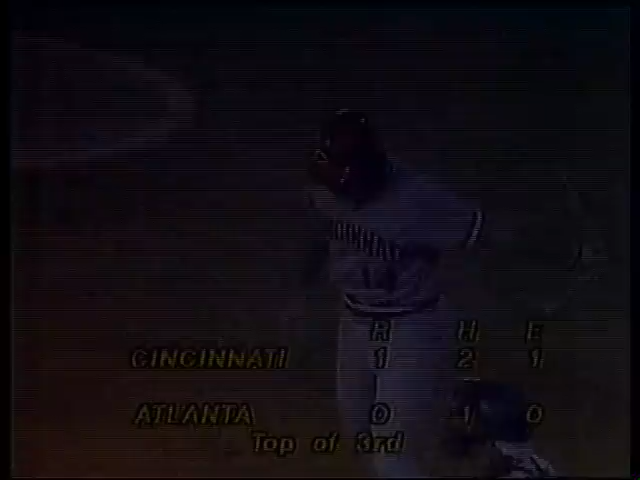 R H E
CINCINNATI 1 2 1
ATLANTA 0 1 0
Top of 3rd